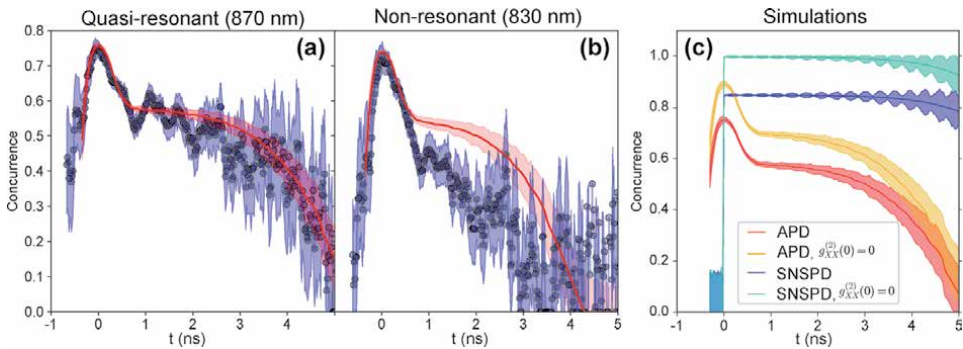 Quasi-resonant (870 nm)
Non-resonant (830 nm)
Simulations
(a)
(b)
(c)
Concurrence
0.8
0.7
0.6
0.5
0.4
0.3
0.2
0.1
0.0
-1 0 1 2 3 4
t (ns)
-1 0 1 2 3 4 5
t (ns)
Concurrence
1.0
0.8
0.6
0.4
0.2
0.0
-1 0 1 2 3 4 5
t (ns)
APD
APD, g_{XX}^{(2)}(0) = 0
SNSPD
SNSPD, g_{XX}^{(2)}(0) = 0